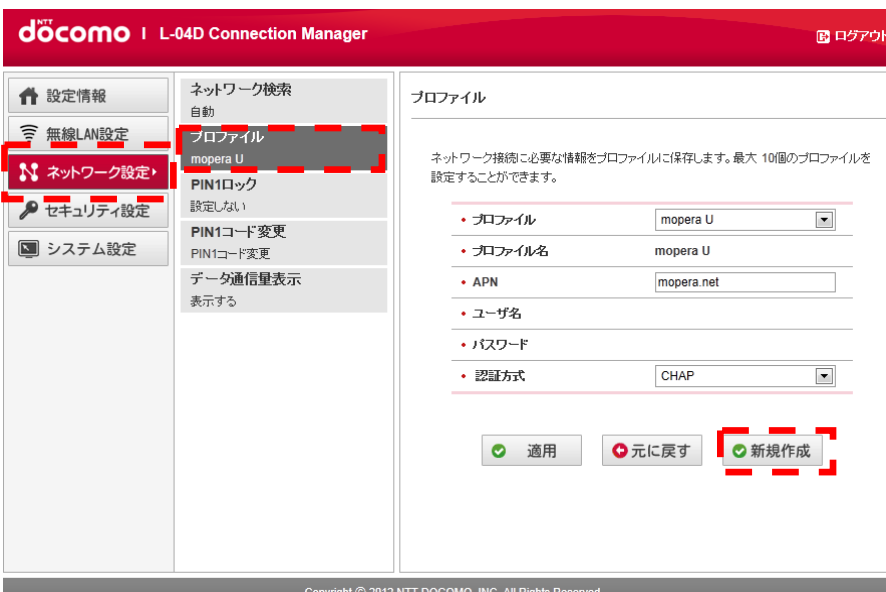 NTT
döcomo | L-04D Connection Manager
ログアウト
設定情報
無線LAN設定
ネットワーク設定
セキュリティ設定
システム設定
ネットワーク検索
自動
プロファイル
mopera U
PIN1ロック
設定しない
PIN1コード変更
PIN1コード変更
データ通信量表示
表示する
プロファイル
ネットワーク接続に必要な情報をプロファイルに保存します。最大 10個のプロファイルを
設定することができます。
• プロファイル mopera U
• プロファイル名 mopera U
• APN mopera.net
• ユーザ名
• パスワード
• 認証方式 CHAP
適用 元に戻す 新規作成
Copyright © 2012 NTT DOCOMO, INC. All Rights Reserved.